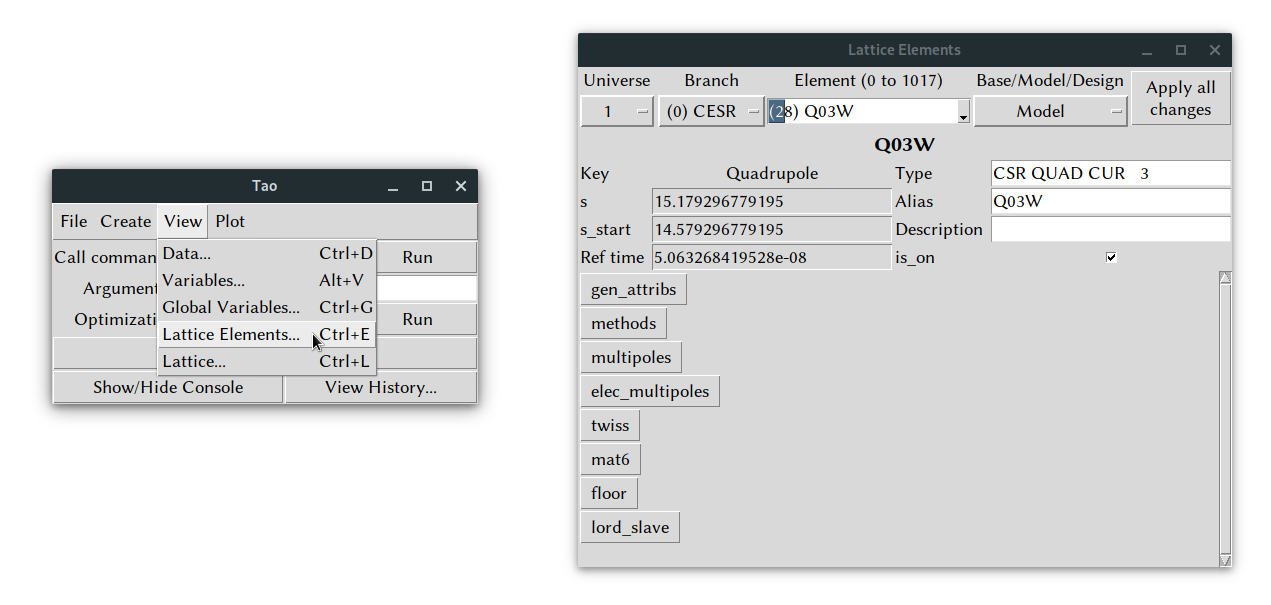 Tao
File Create View Plot
Call comman Run
Argument
Optimizati Run
Data... Ctrl+D
Variables... Alt+V
Global Variables... Ctrl+G
Lattice Elements... Ctrl+E
Lattice... Ctrl+L
Show/Hide Console View History...
Lattice Elements
Universe Branch Element (0 to 1017) Base/Model/Design Apply all changes
1 (0) CESR (28) Q03W Model
Q03W
Key Quadrupole Type CSR QUAD CUR 3
s 15.179296779195 Alias Q03W
s_start 14.579296779195 Description
Ref time 5.063268419528e-08 is_on
gen_attribs
methods
multipoles
elec_multipoles
twiss
mat6
floor
lord_slave